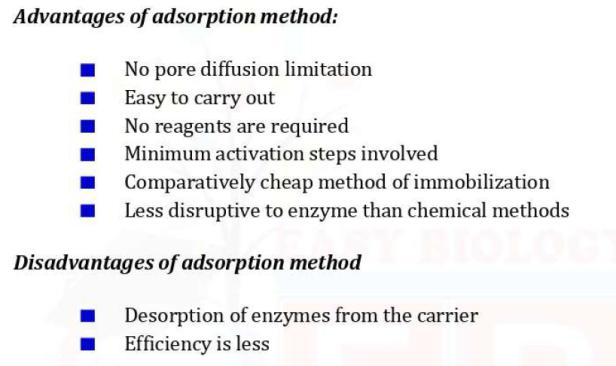 Advantages of adsorption method:
No pore diffusion limitation
Easy to carry out
No reagents are required
Minimum activation steps involved
Comparatively cheap method of immobilization
Less disruptive to enzyme than chemical methods
EASY BIOLOGY
Disadvantages of adsorption method
Desorption of enzymes from the carrier
Efficiency is less